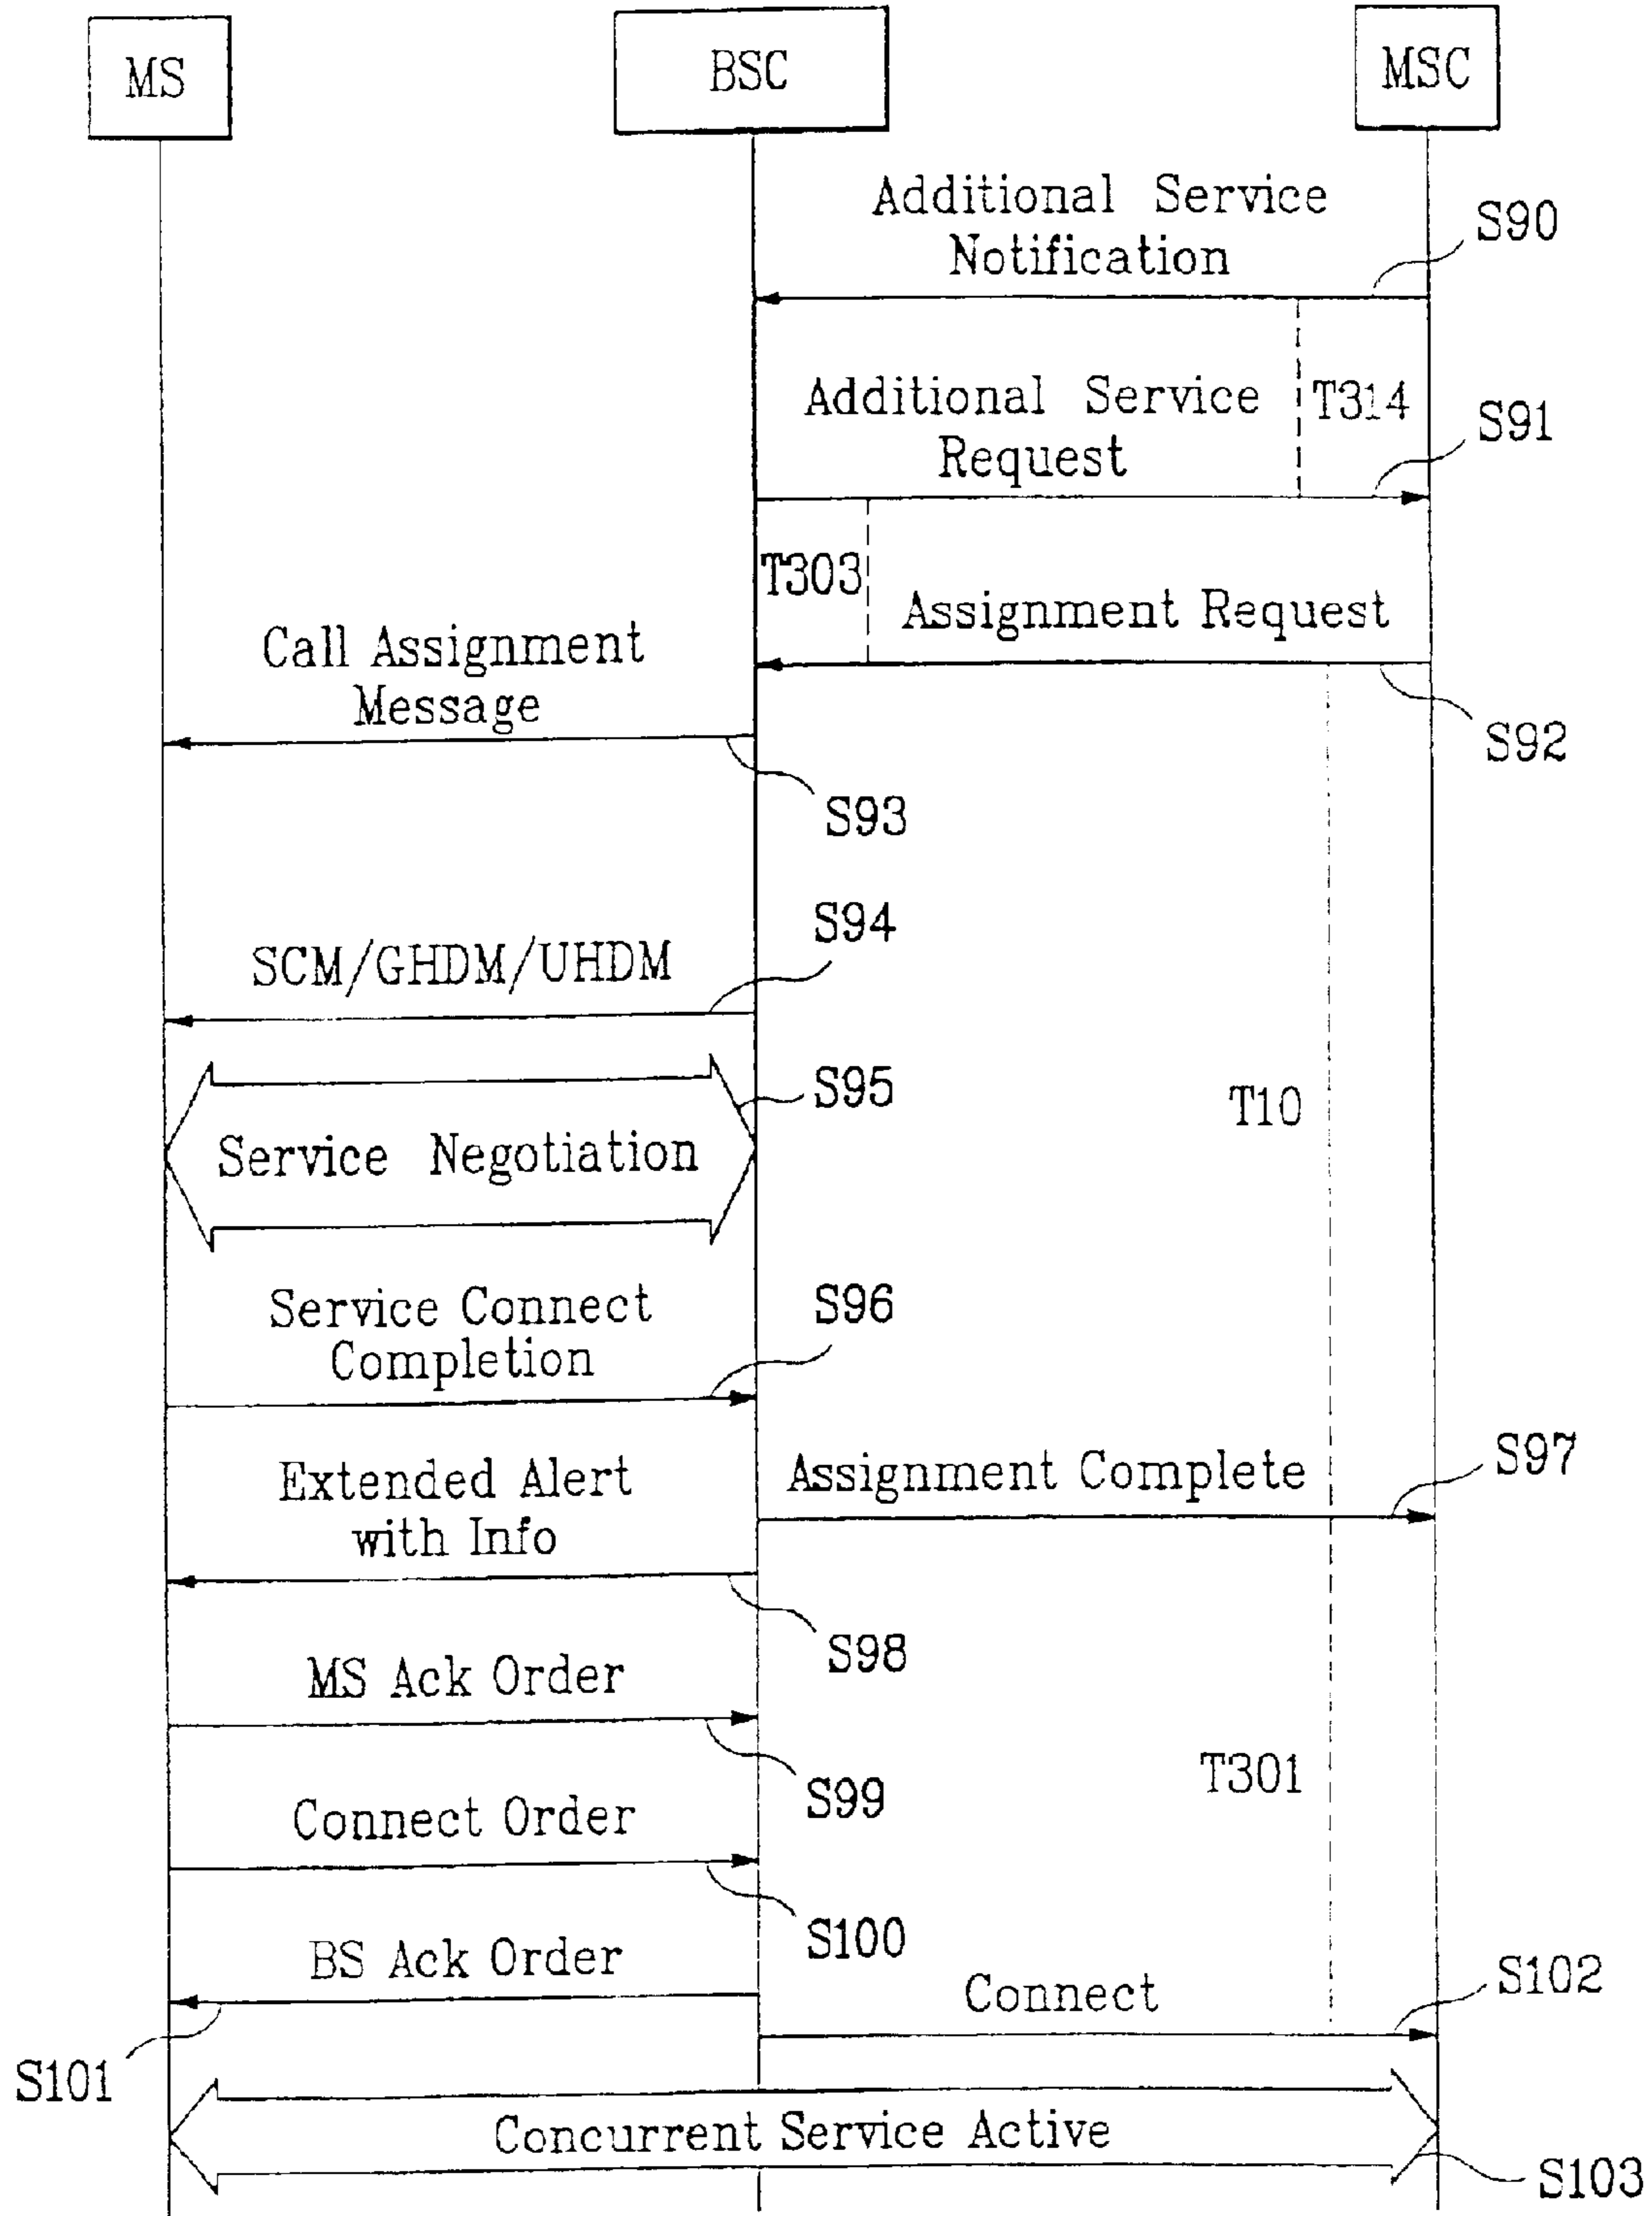 MS
BSC
MSC
Additional Service
Notification
S90
Additional Service
Request
T314
S91
T303
Assignment Request
S92
Call Assignment
Message
S93
S94
SCM/GHDM/UHDM
S95
Service Negotiation
T10
Service Connect
Completion
S96
Extended Alert
with Info
Assignment Complete
S97
S98
MS Ack Order
S99
T301
Connect Order
S100
BS Ack Order
Connect
S102
S101
Concurrent Service Active
S103